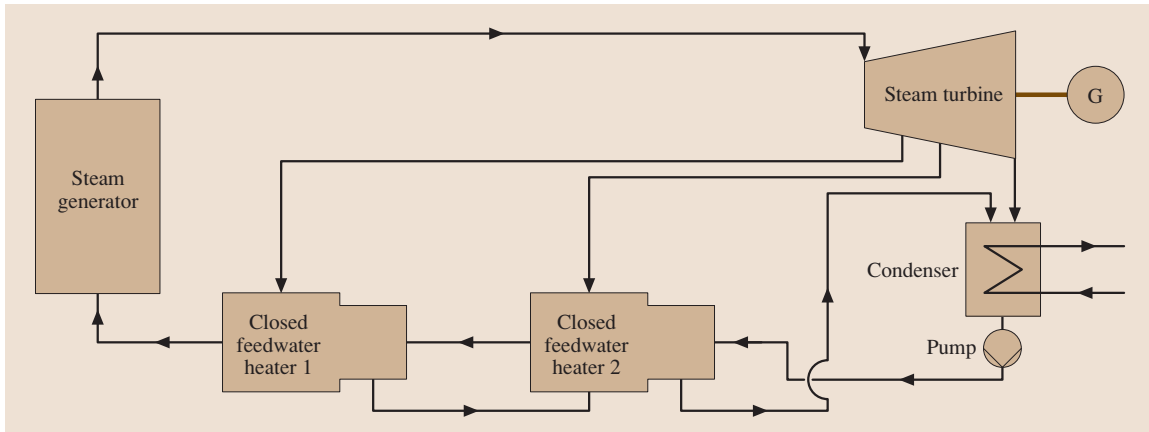 Steam turbine
G
Steam
generator
Condenser
Closed
feedwater
heater 1
Closed
feedwater
heater 2
Pump